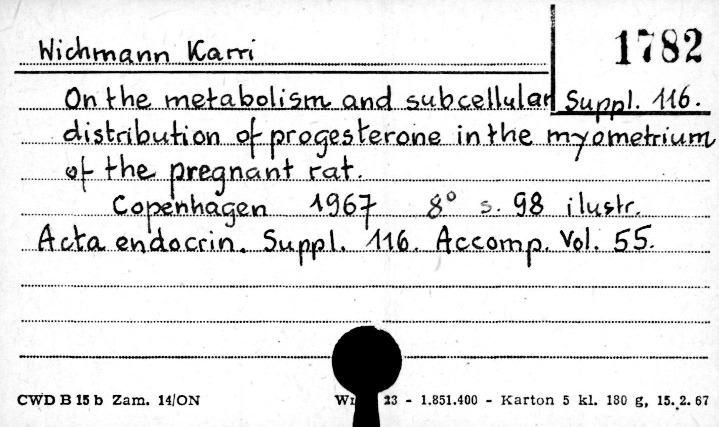 Wichmann Karri
1782
On the metabolism and subcellular Suppl. 116.
distribution of progesterone in the myometrium
of the pregnant rat.
Copenhagen 1967 8° s. 98 ilustr.
Acta endocrin. Suppl. 116. Accomp. Vol. 55.
CWD B 15 b Zam. 14/ON 23 - 1.851.400 - Karton 5 kl. 180 g, 15. 2. 67